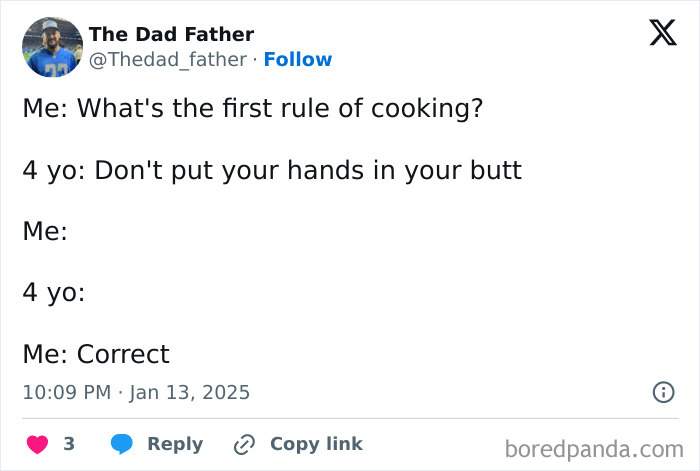 The Dad Father
@Thedad_father · Follow
X
Me: What's the first rule of cooking?
4 yo: Don't put your hands in your butt
Me:
4 yo:
Me: Correct
10:09 PM · Jan 13, 2025
3 Reply Copy link
boredpanda.com